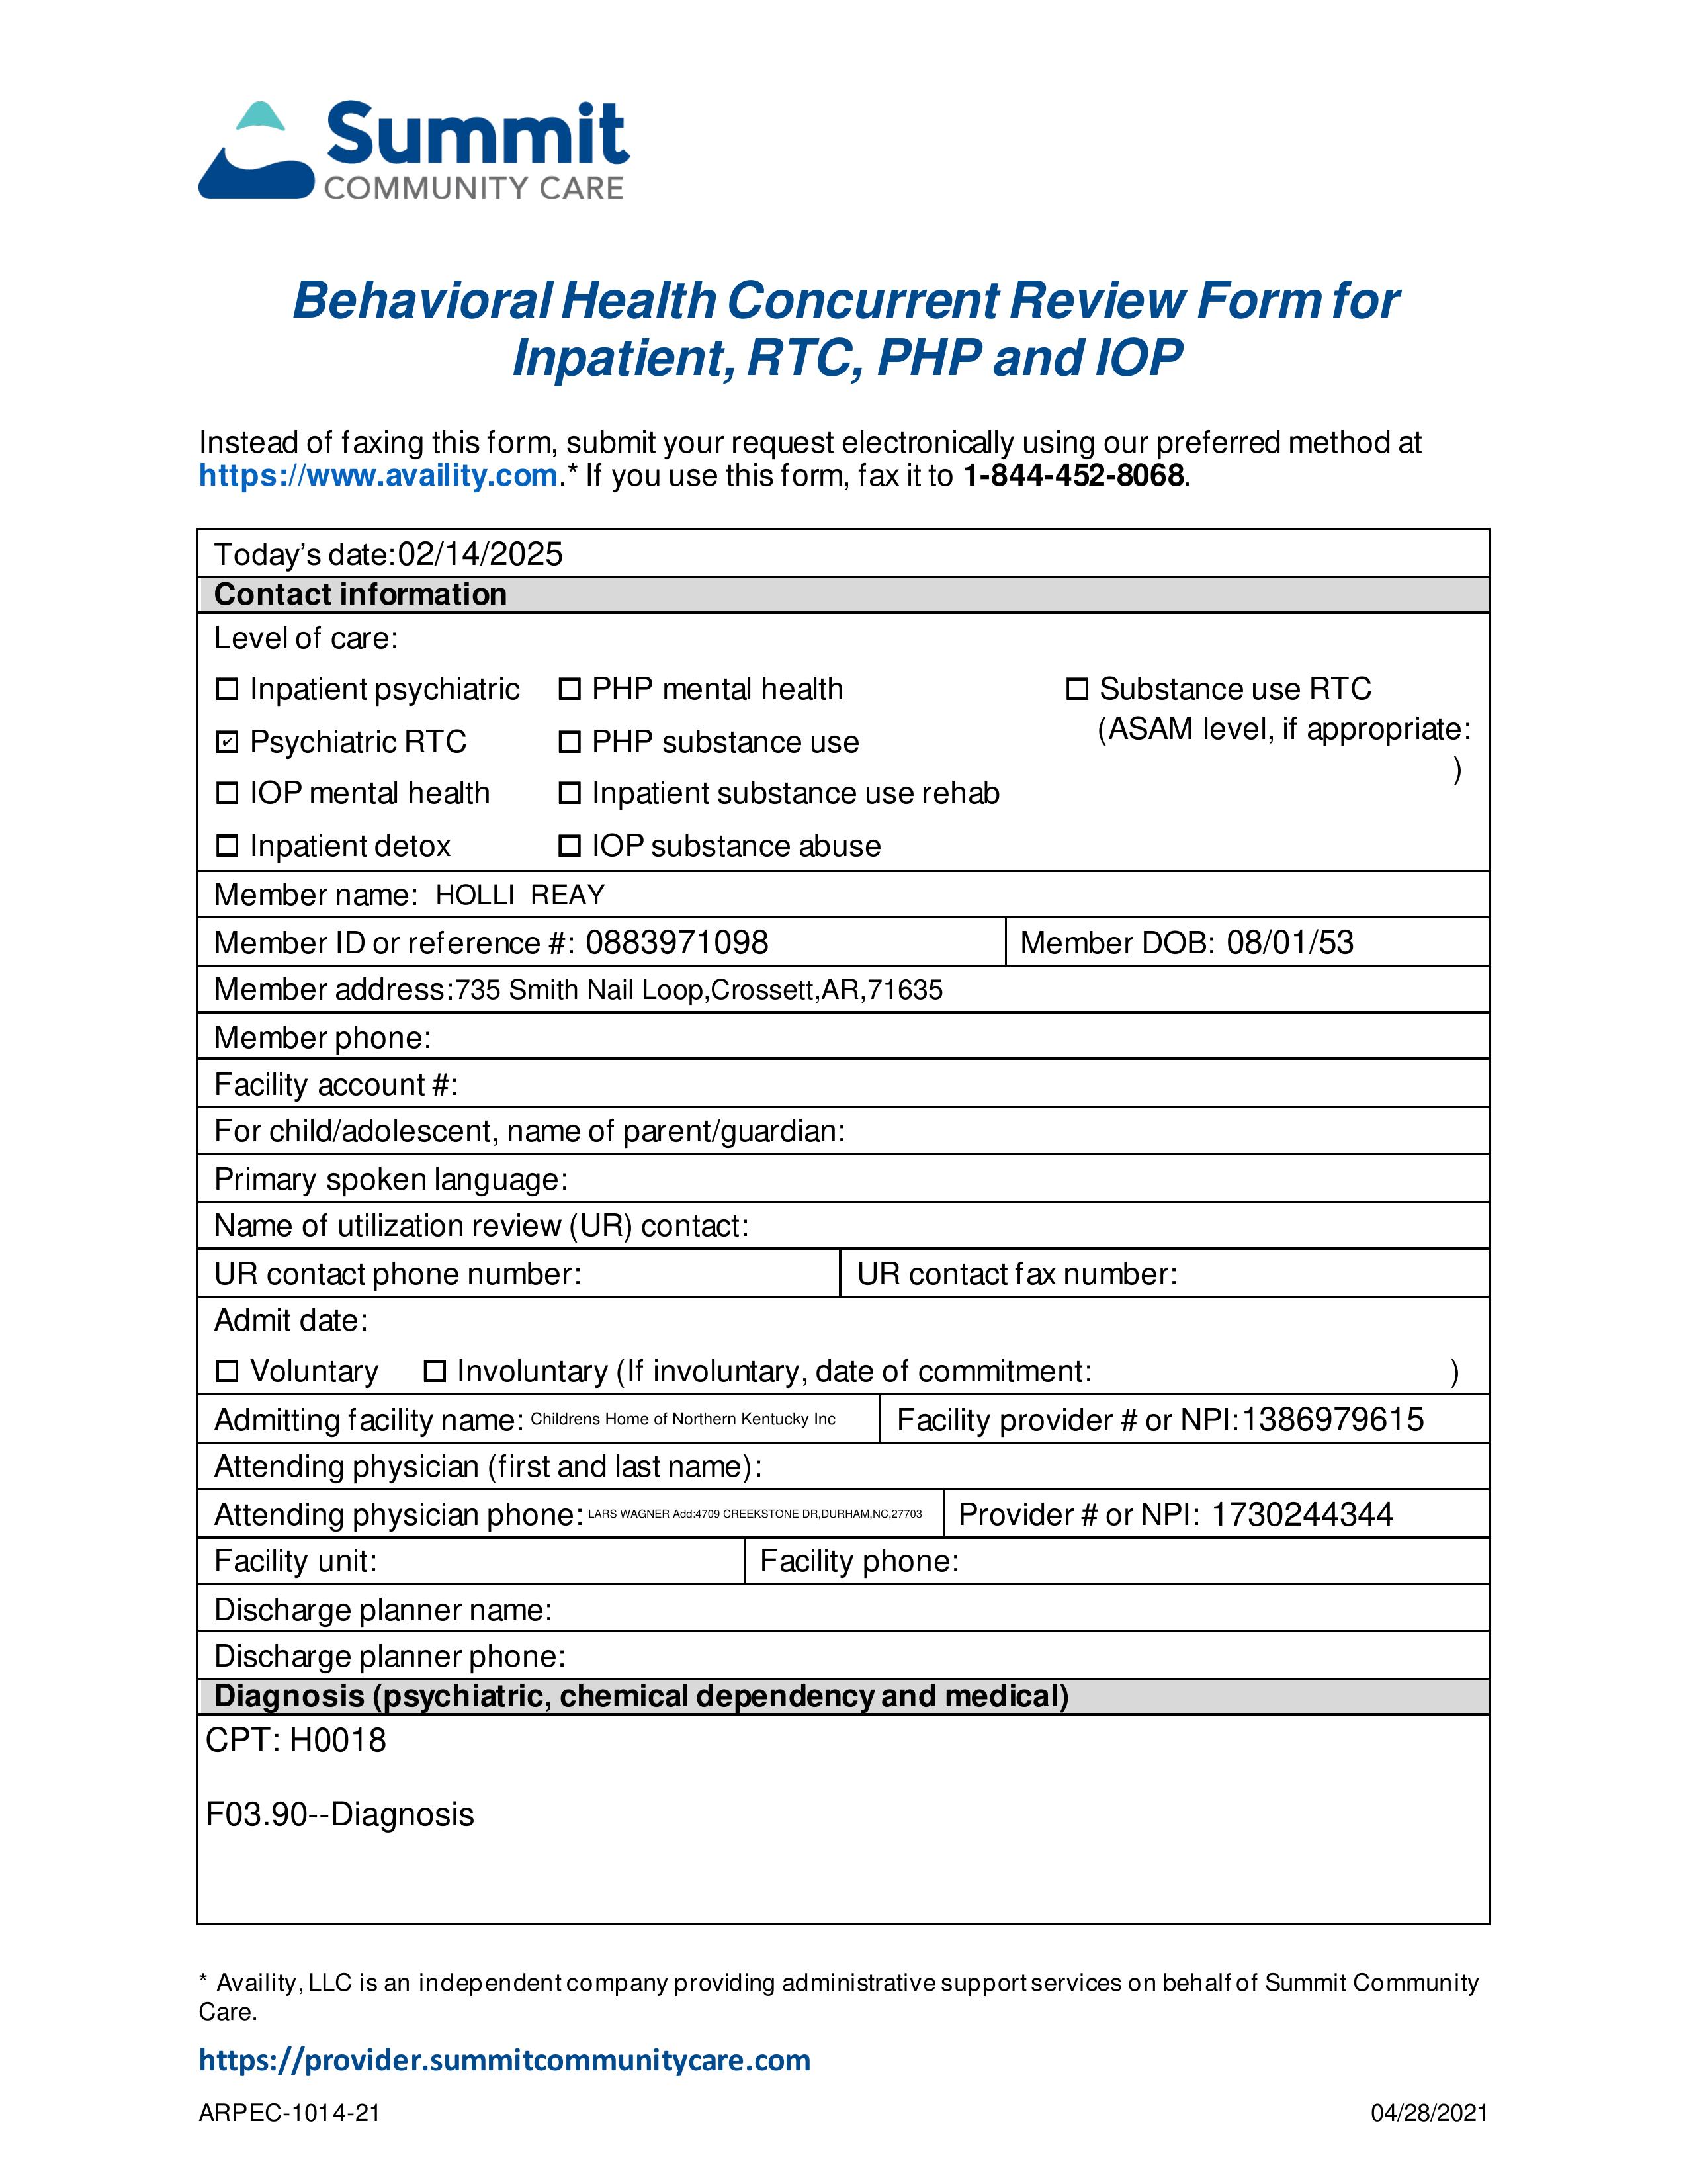 Summit
COMMUNITY CARE
Behavioral Health Concurrent Review Form for
Inpatient, RTC, PHP and IOP
Instead of faxing this form, submit your request electronically using our preferred method at
https://www.availity.com.* If you use this form, fax it to 1-844-452-8068.
Today's date:02/14/2025
Contact information
Level of care:
☐ Inpatient psychiatric ☐ PHP mental health ☐ Substance use RTC
(ASAM level, if appropriate:
☑ Psychiatric RTC ☐ PHP substance use
)
☐ IOP mental health ☐ Inpatient substance use rehab
☐ Inpatient detox ☐ IOP substance abuse
Member name: HOLLI REAY
Member ID or reference #: 0883971098 Member DOB: 08/01/53
Member address:735 Smith Nail Loop,Crossett,AR,71635
Member phone:
Facility account #:
For child/adolescent, name of parent/guardian:
Primary spoken language:
Name of utilization review (UR) contact:
UR contact phone number: UR contact fax number:
Admit date:
☐ Voluntary ☐ Involuntary (If involuntary, date of commitment: )
Admitting facility name: Childrens Home of Northern Kentucky Inc Facility provider # or NPI:1386979615
Attending physician (first and last name):
Attending physician phone: LARS WAGNER Add:4709 CREEKSTONE DR,DURHAM,NC,27703 Provider # or NPI: 1730244344
Facility unit: Facility phone:
Discharge planner name:
Discharge planner phone:
Diagnosis (psychiatric, chemical dependency and medical)
CPT: H0018
F03.90--Diagnosis
* Availity, LLC is an independent company providing administrative support services on behalf of Summit Community
Care.
https://provider.summitcommunitycare.com
ARPEC-1014-21 04/28/2021